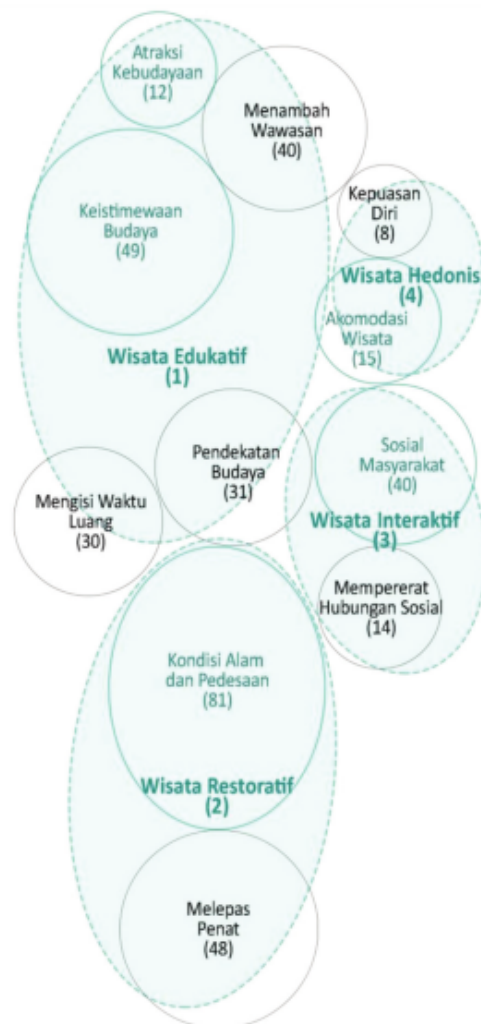 Atraksi
Kebudayaan
(12)
Menambah
Wawasan
(40)
Keistimewaan
Budaya
(49)
Kepuasan
Diri
(8)
Wisata Hedonis
(4)
Akomodasi
Wisata
(15)
Wisata Edukatif
(1)
Pendekatan
Budaya
(31)
Mengisi Waktu
Luang
(30)
Sosial
Masyarakat
(40)
Wisata Interaktif
(3)
Mempererat
Hubungan Sosial
(14)
Kondisi Alam
dan Pedesaan
(81)
Wisata Restoratif
(2)
Melepas
Penat
(48)